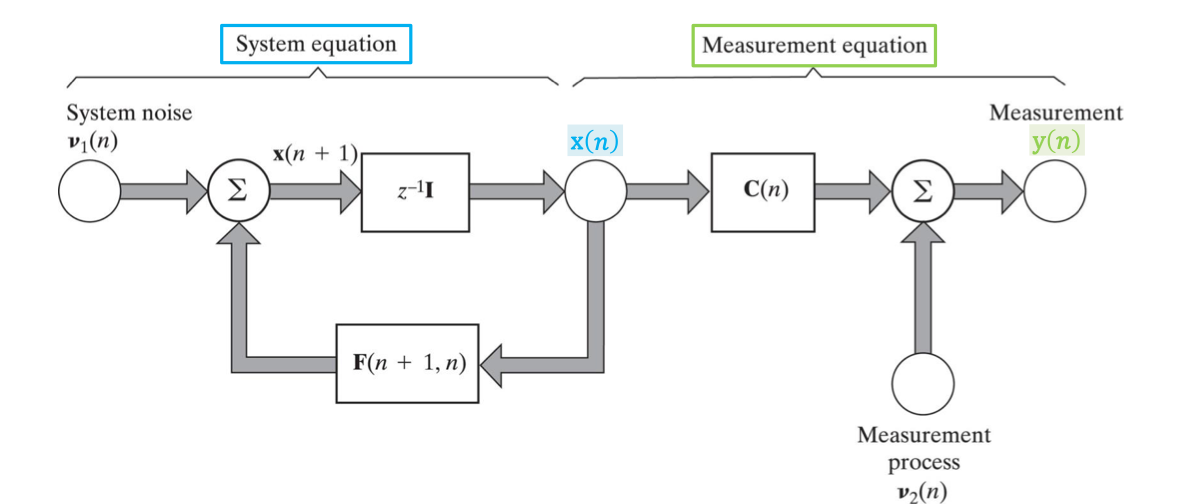 System equation
Measurement equation
System noise
𝝂₁(n)
Measurement
y(n)
x(n + 1)
x(n)
Σ
z⁻¹I
C(n)
Σ
F(n + 1, n)
Measurement
process
𝝂₂(n)